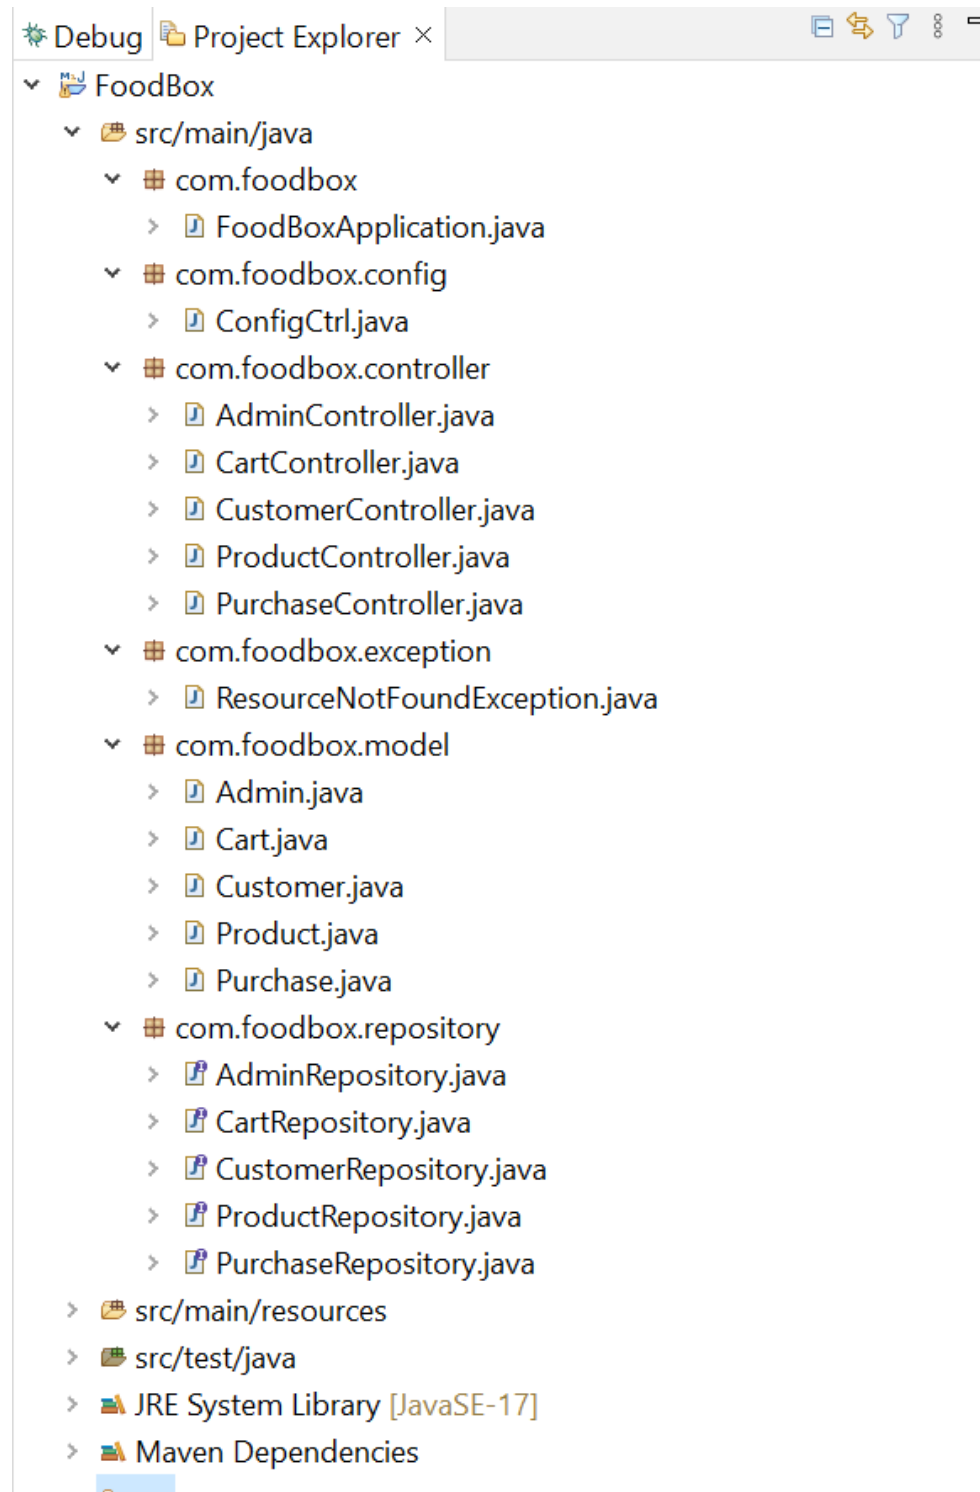 Debug Project Explorer
FoodBox
src/main/java
com.foodbox
FoodBoxApplication.java
com.foodbox.config
ConfigCtrl.java
com.foodbox.controller
AdminController.java
CartController.java
CustomerController.java
ProductController.java
PurchaseController.java
com.foodbox.exception
ResourceNotFoundException.java
com.foodbox.model
Admin.java
Cart.java
Customer.java
Product.java
Purchase.java
com.foodbox.repository
AdminRepository.java
CartRepository.java
CustomerRepository.java
ProductRepository.java
PurchaseRepository.java
src/main/resources
src/test/java
JRE System Library [JavaSE-17]
Maven Dependencies